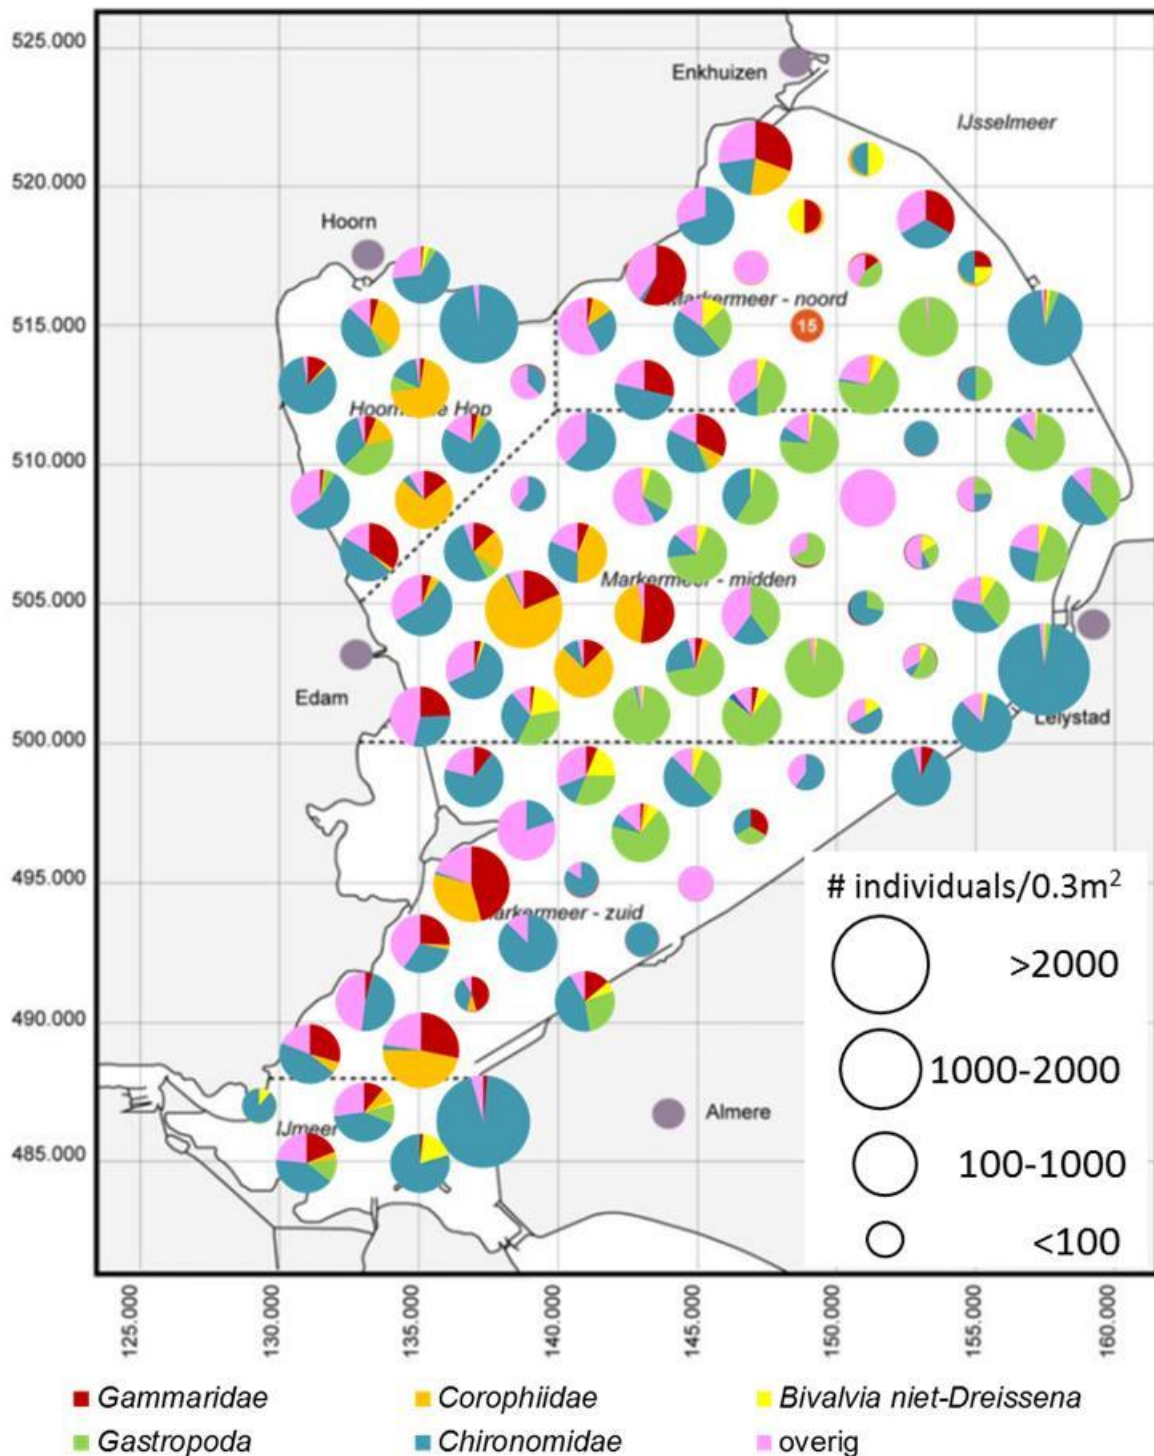 525.000
Enkhuizen
IJsselmeer
520.000
Hoorn
Markermeer - noord
515.000
15
Hoornse Hop
510.000
Markermeer - midden
505.000
Edam
Lelystad
500.000
495.000
# individuals/0.3m²
Markermeer - zuid
>2000
490.000
1000-2000
Almere
IJmeer
100-1000
485.000
<100
125.000
130.000
135.000
140.000
145.000
150.000
155.000
160.000
Gammaridae
Corophiidae
Bivalvia niet-Dreissena
Gastropoda
Chironomidae
overig